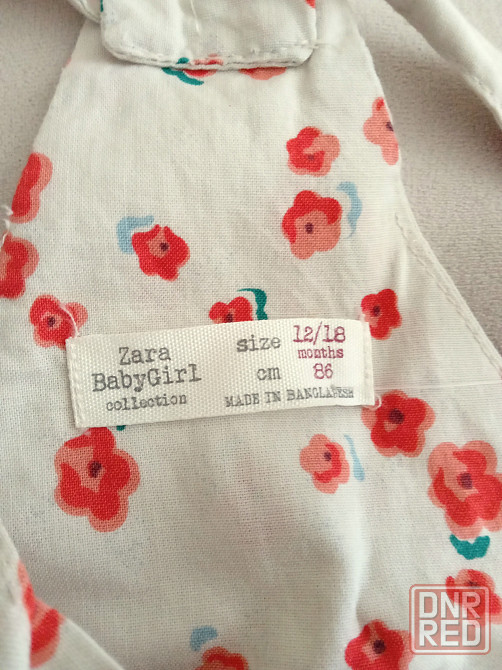 Zara
BabyGirl
collection
size 12/18
months
cm 86
MADE IN BANGLADESH
DNR
RED